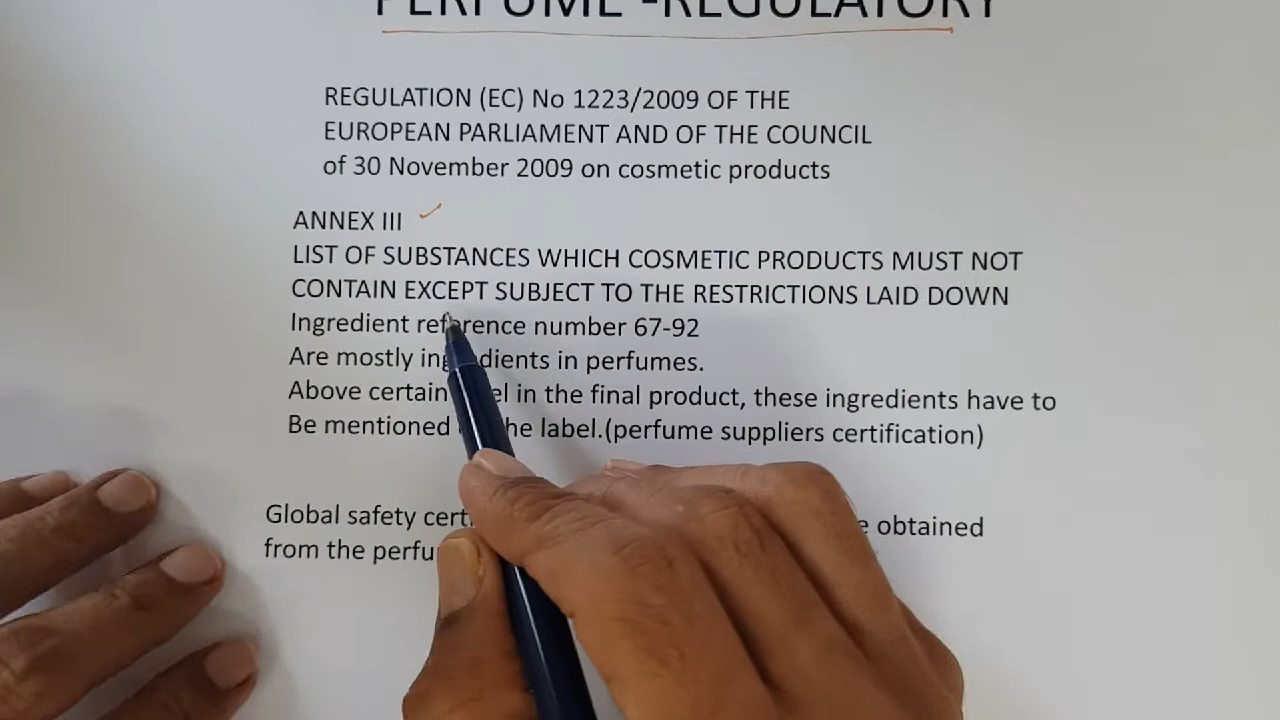 PERFUME -REGULATORY
REGULATION (EC) No 1223/2009 OF THE
EUROPEAN PARLIAMENT AND OF THE COUNCIL
of 30 November 2009 on cosmetic products
ANNEX III
LIST OF SUBSTANCES WHICH COSMETIC PRODUCTS MUST NOT
CONTAIN EXCEPT SUBJECT TO THE RESTRICTIONS LAID DOWN
Ingredient reference number 67-92
Are mostly ingredients in perfumes.
Above certain in the final product, these ingredients have to
Be mentioned the label.(perfume suppliers certification)
Global safety obtained
from the